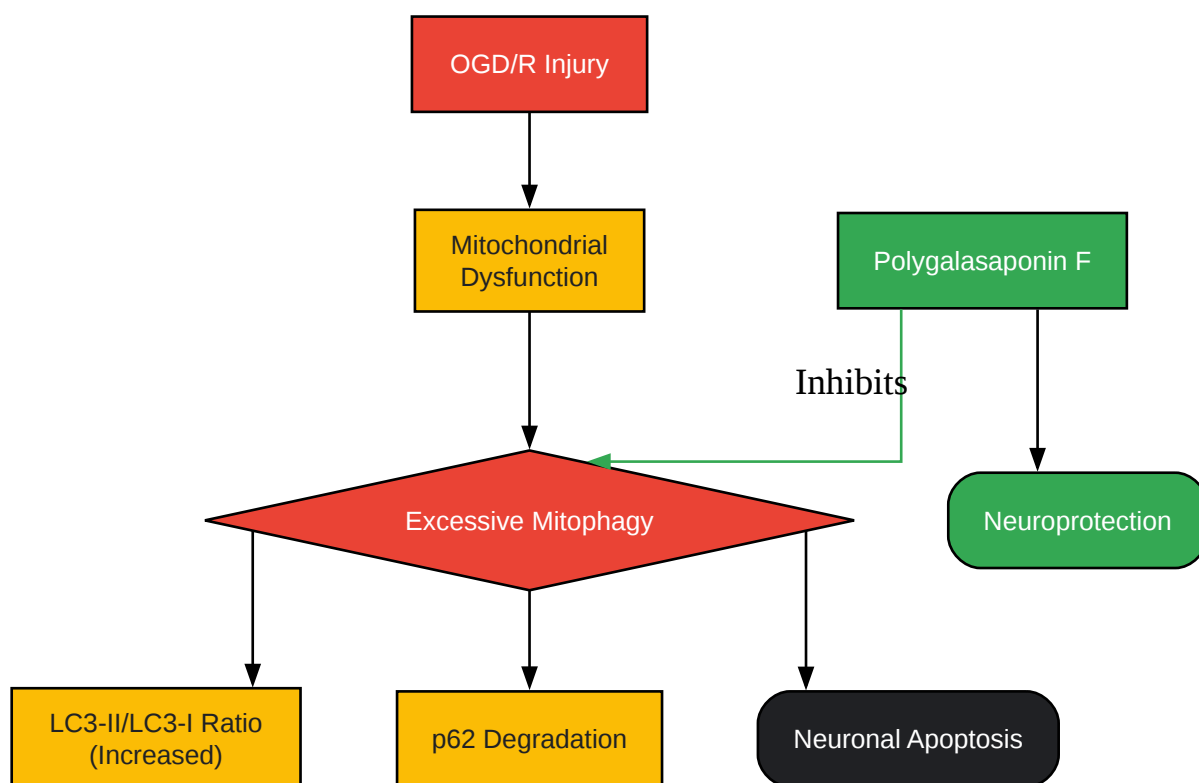 OGD/R Injury
Mitochondrial
Dysfunction
Polygalasaponin F
Inhibits
Excessive Mitophagy
Neuroprotection
LC3-II/LC3-I Ratio
(Increased)
p62 Degradation
Neuronal Apoptosis